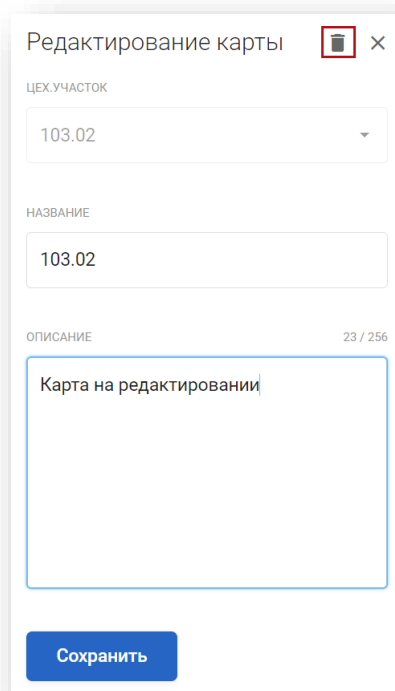 Редактирование карты
ЦЕХ.УЧАСТОК
103.02
НАЗВАНИЕ
103.02
ОПИСАНИЕ 23 / 256
Карта на редактировании
Сохранить